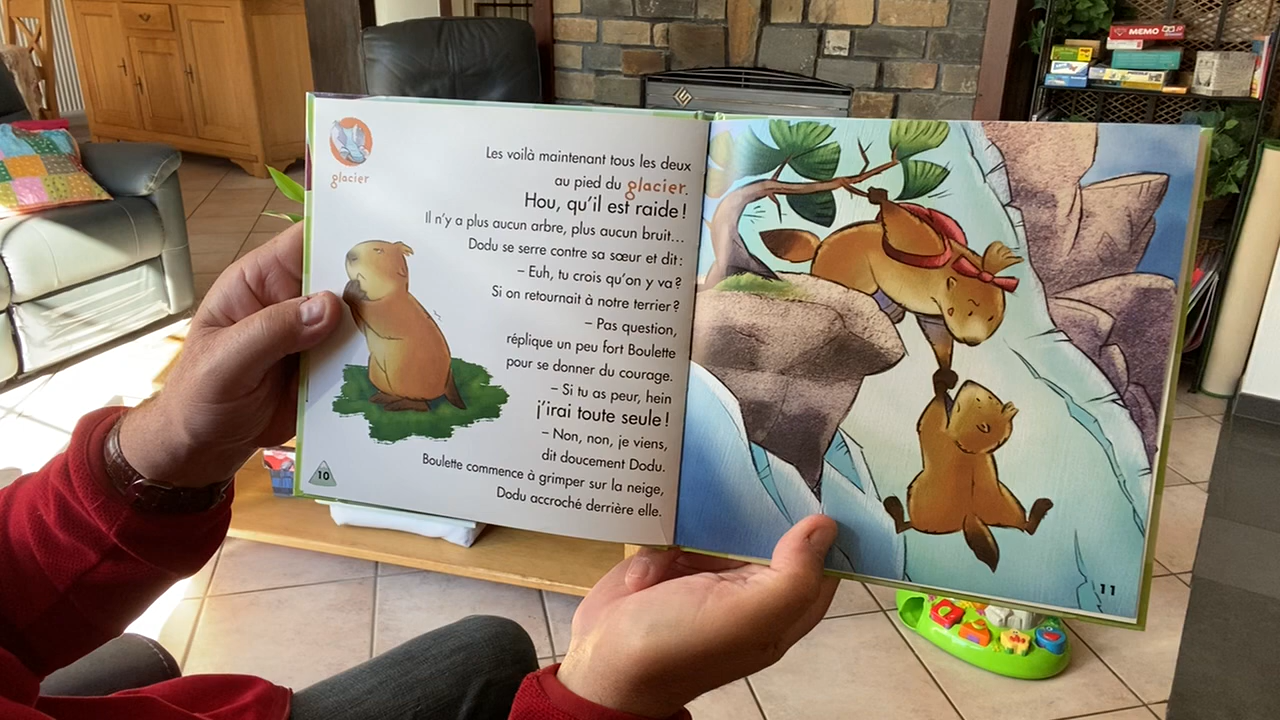 glacier
Les voilà maintenant tous les deux
au pied du glacier.
Hou, qu'il est raide !
Il n'y a plus aucun arbre, plus aucun bruit...
Dodu se serre contre sa sœur et dit :
– Euh, tu crois qu'on y va ?
Si on retournait à notre terrier ?
– Pas question,
réplique un peu fort Boulette
pour se donner du courage.
– Si tu as peur, hein
j'irai toute seule !
– Non, non, je viens,
dit doucement Dodu.
Boulette commence à grimper sur la neige,
Dodu accroché derrière elle.
10
11
MEMO